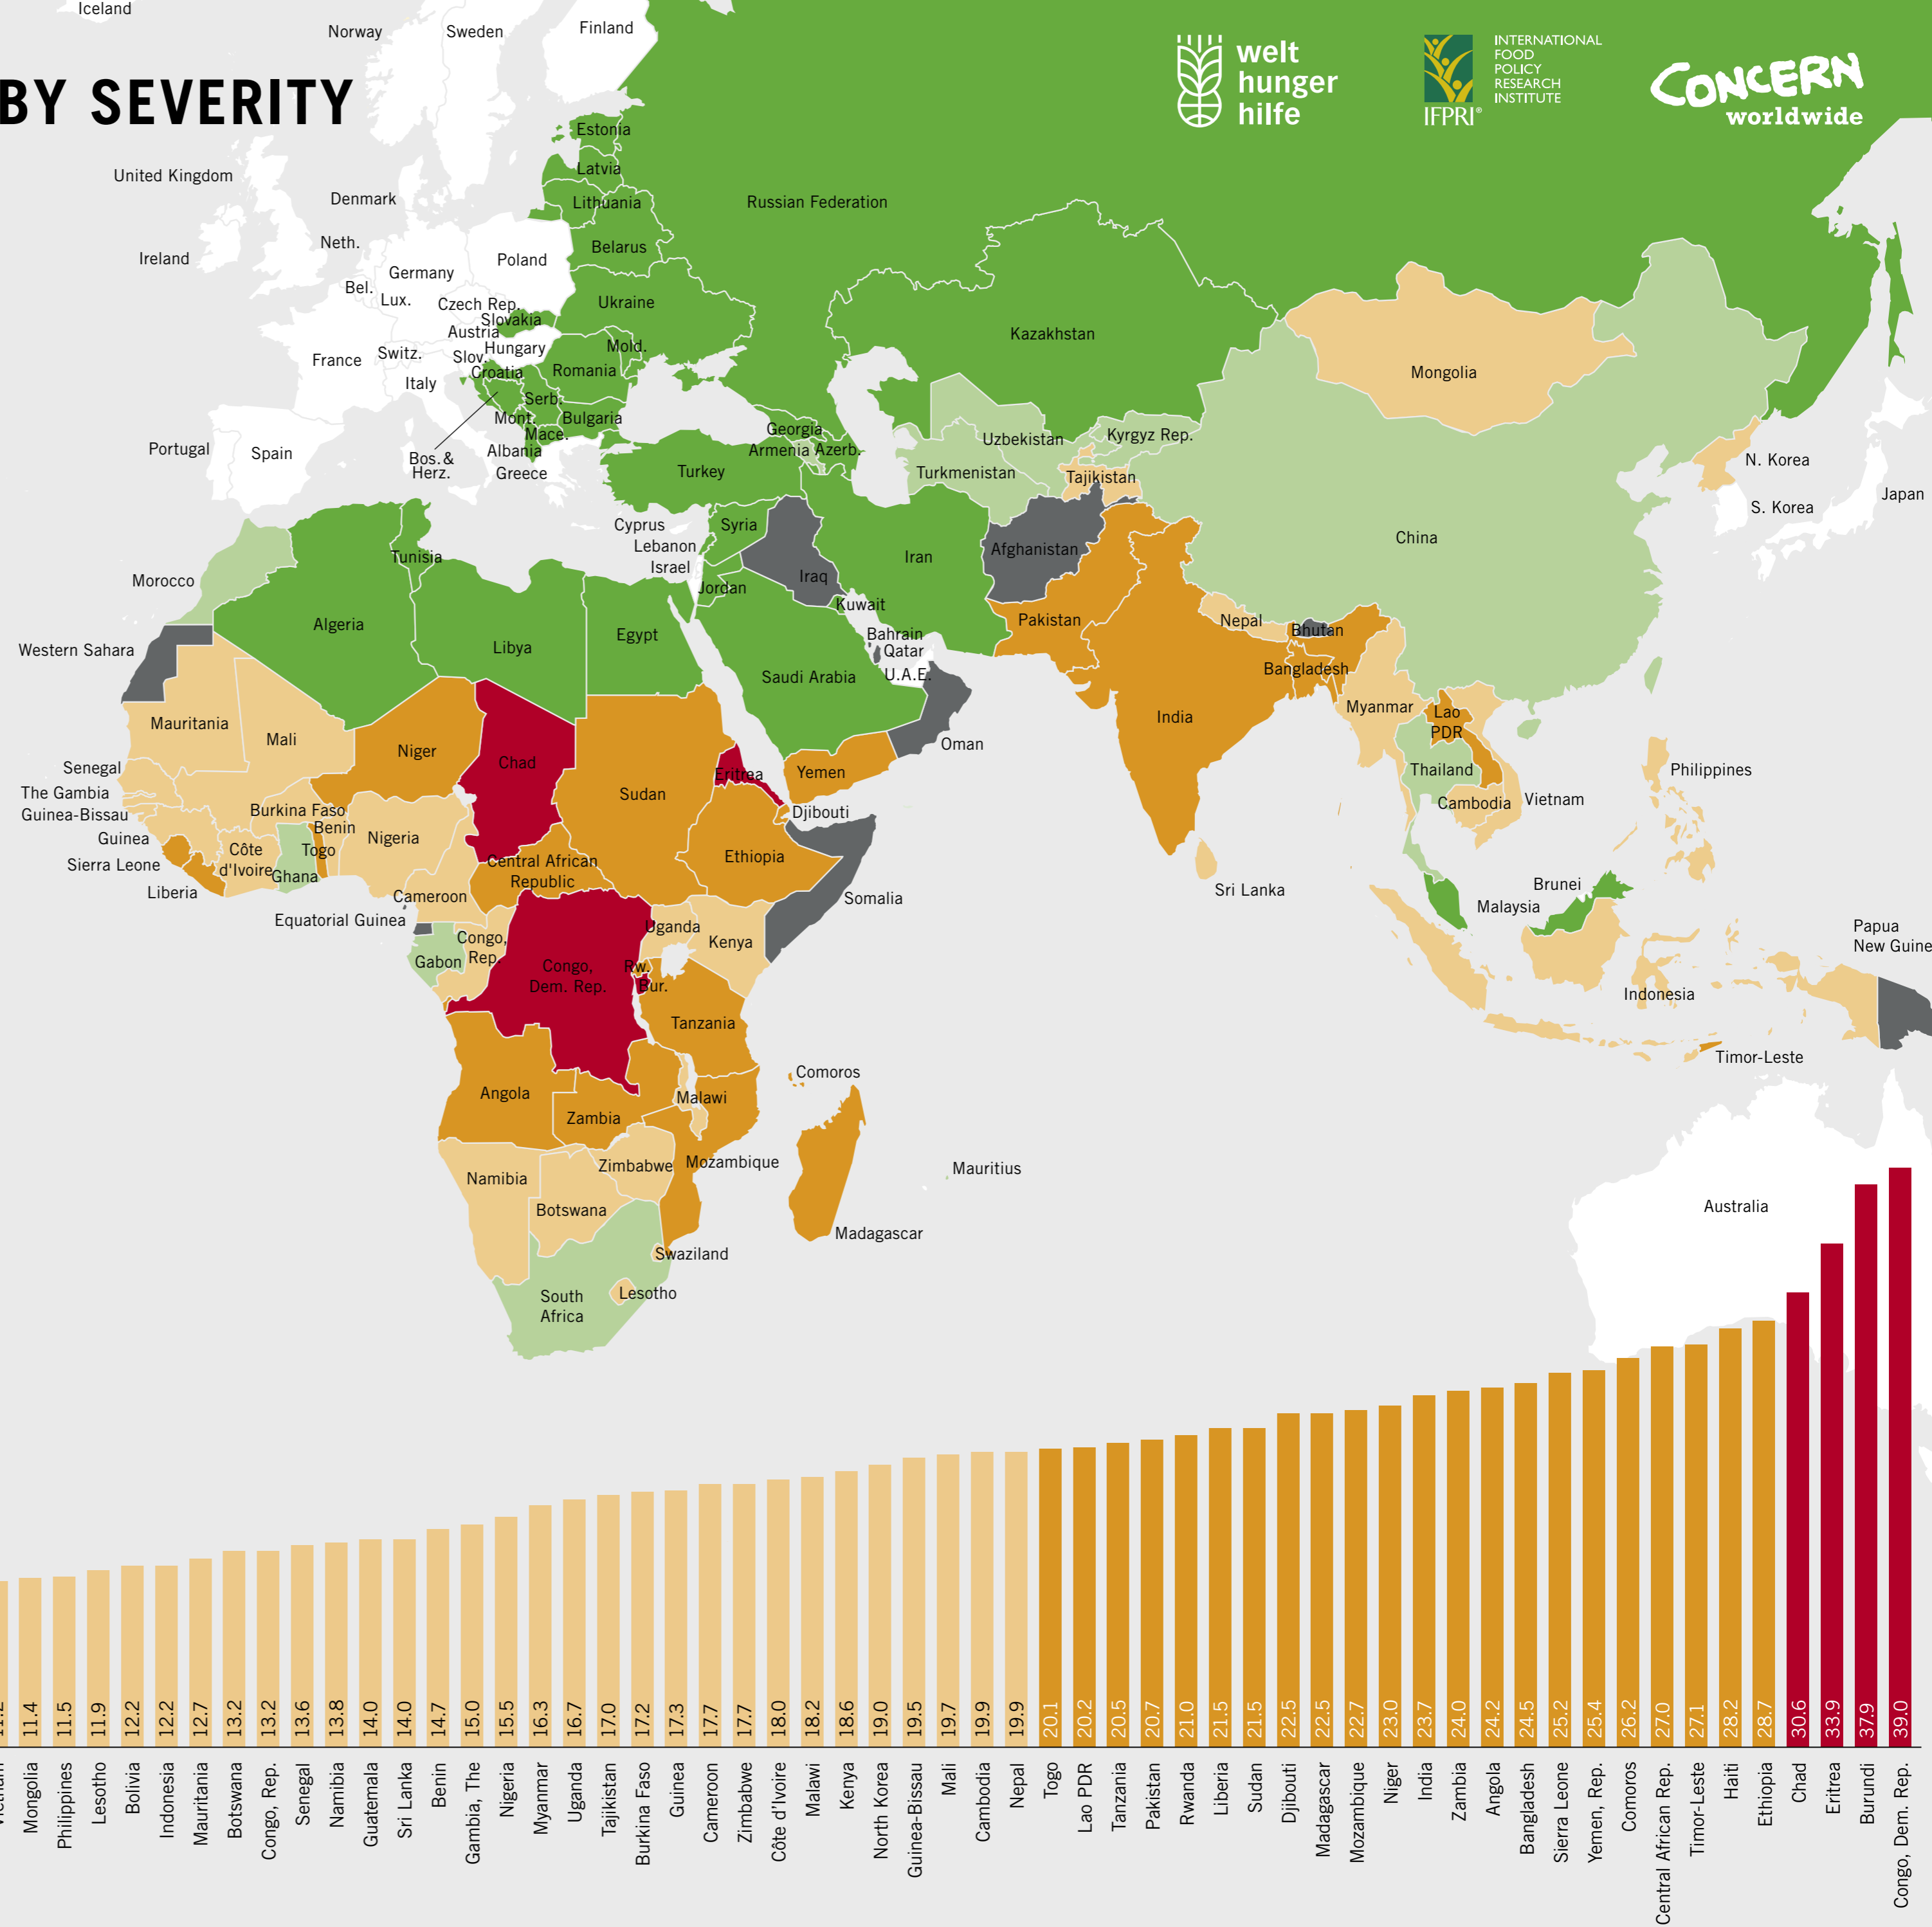 Iceland
Norway
Sweden
Finland
BY SEVERITY
welt
hunger
hilfe
IFPRI®
INTERNATIONAL
FOOD
POLICY
RESEARCH
INSTITUTE
CONCERN
worldwide
Estonia
Latvia
Lithuania
Belarus
United Kingdom
Denmark
Russian Federation
Neth.
Ireland
Germany
Poland
Bel.
Lux.
Czech Rep.
Ukraine
Slovakia
Austria
Kazakhstan
Hungary
Mold.
France
Switz.
Slov.
Croatia
Romania
Mongolia
Italy
Serb.
Mont.
Bulgaria
Mace.
Georgia
Uzbekistan
Kyrgyz Rep.
Portugal
Spain
Bos. &
Herz.
Albania
Greece
Armenia
Azerb.
Turkey
Turkmenistan
Tajikistan
N. Korea
Japan
S. Korea
Cyprus
Syria
Lebanon
Israel
Iran
Afghanistan
China
Tunisia
Morocco
Iraq
Jordan
Kuwait
Algeria
Libya
Egypt
Pakistan
Nepal
Bhutan
Western Sahara
Bahrain
Qatar
U.A.E.
Saudi Arabia
Bangladesh
Mauritania
Mali
Niger
Chad
Oman
India
Myanmar
Lao
PDR
Senegal
The Gambia
Guinea-Bissau
Burkina Faso
Eritrea
Yemen
Sudan
Djibouti
Thailand
Philippines
Cambodia
Vietnam
Guinea
Benin
Togo
Nigeria
Côte
d'Ivoire
Ghana
Sierra Leone
Liberia
Central African
Republic
Ethiopia
Cameroon
Somalia
Sri Lanka
Brunei
Malaysia
Equatorial Guinea
Congo,
Rep.
Gabon
Uganda
Kenya
Papua
New Guine
Congo,
Dem. Rep.
Rw.
Bur.
Indonesia
Tanzania
Timor-Leste
Comoros
Angola
Malawi
Zambia
Zimbabwe
Mozambique
Mauritius
Namibia
Botswana
Australia
Madagascar
Swaziland
South
Africa
Lesotho
11.4
11.5
11.9
12.2
12.2
12.7
13.2
13.2
13.6
13.8
14.0
14.0
14.7
15.0
15.5
16.3
16.7
17.0
17.2
17.3
17.7
17.7
18.0
18.2
18.6
19.0
19.5
19.7
19.9
19.9
20.1
20.2
20.5
20.7
21.0
21.5
21.5
22.5
22.5
22.7
23.0
23.7
24.0
24.2
24.5
25.2
25.4
26.2
27.0
27.1
28.2
28.7
30.6
33.9
37.9
39.0
Mongolia
Philippines
Lesotho
Bolivia
Indonesia
Mauritania
Botswana
Congo, Rep.
Senegal
Namibia
Guatemala
Sri Lanka
Benin
Gambia, The
Nigeria
Myanmar
Uganda
Tajikistan
Burkina Faso
Guinea
Cameroon
Zimbabwe
Côte d'Ivoire
Malawi
Kenya
North Korea
Guinea-Bissau
Mali
Cambodia
Nepal
Togo
Lao PDR
Tanzania
Pakistan
Rwanda
Liberia
Sudan
Djibouti
Madagascar
Mozambique
Niger
India
Zambia
Angola
Bangladesh
Sierra Leone
Yemen, Rep.
Comoros
Central African Rep.
Timor-Leste
Haiti
Ethiopia
Chad
Eritrea
Burundi
Congo, Dem. Rep.